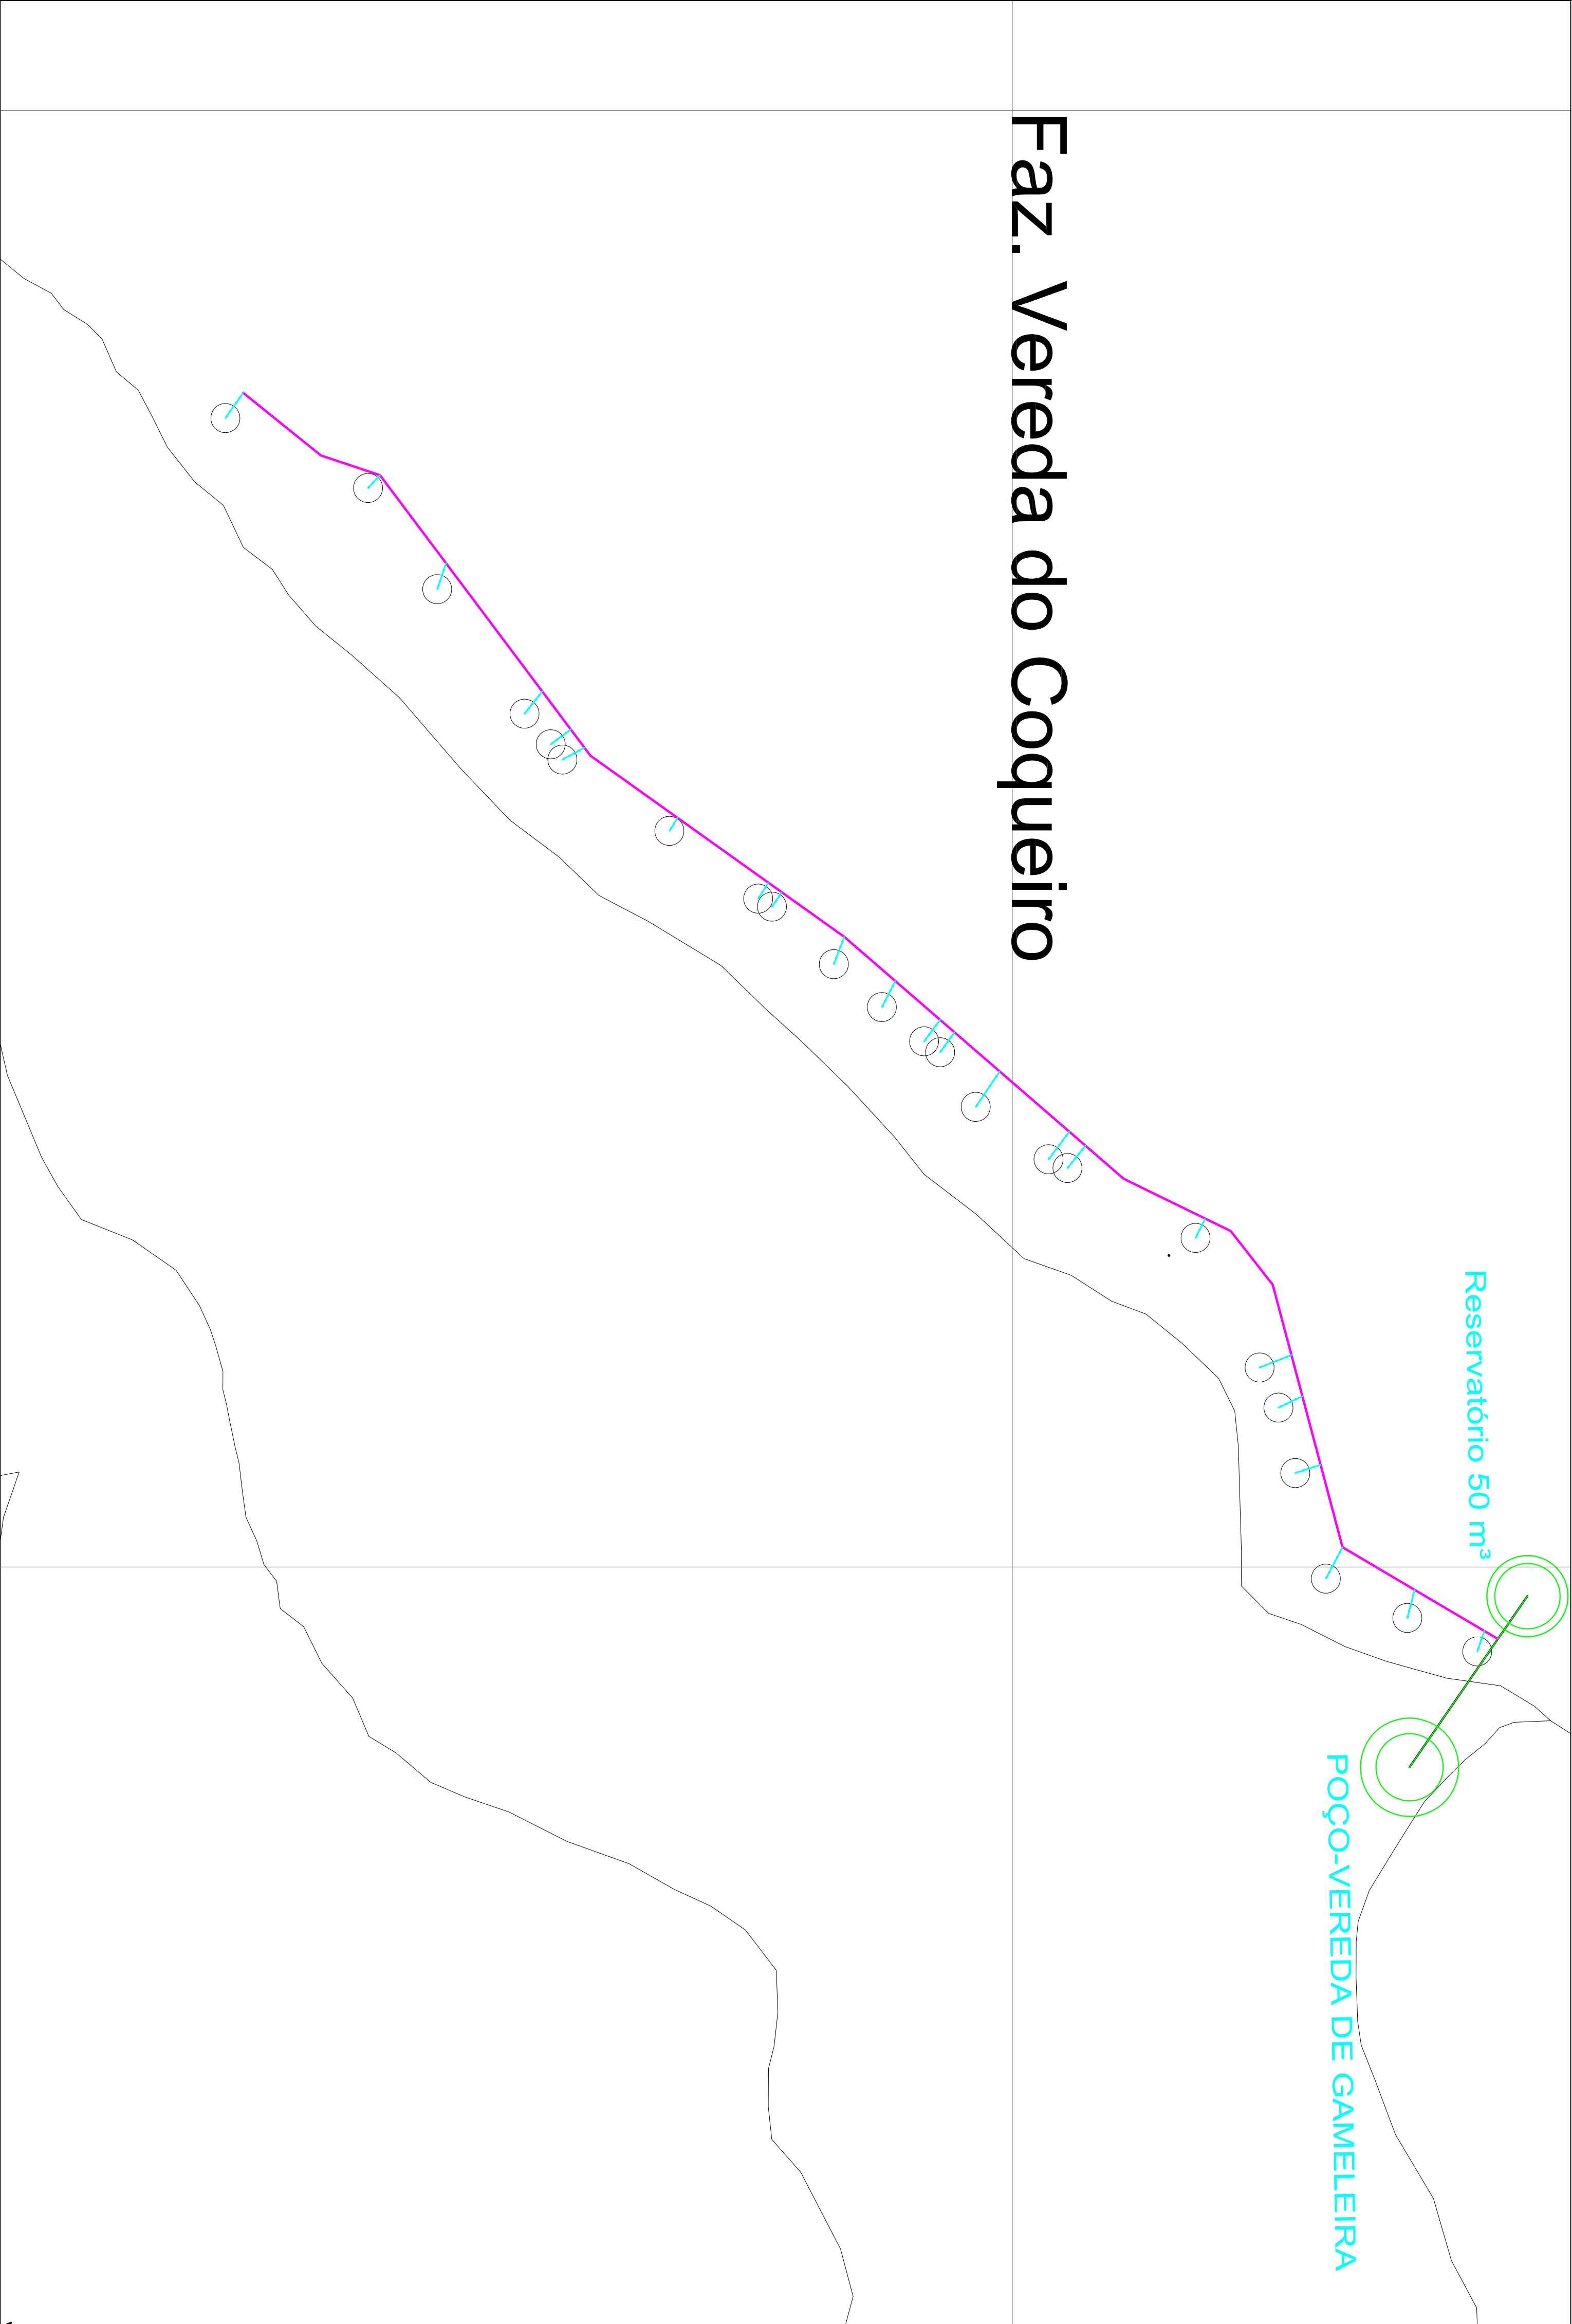 Faz. Vereda do Coqueiro
Reservatório 50 m³
POÇO-VEREDA DE GAMELEIRA